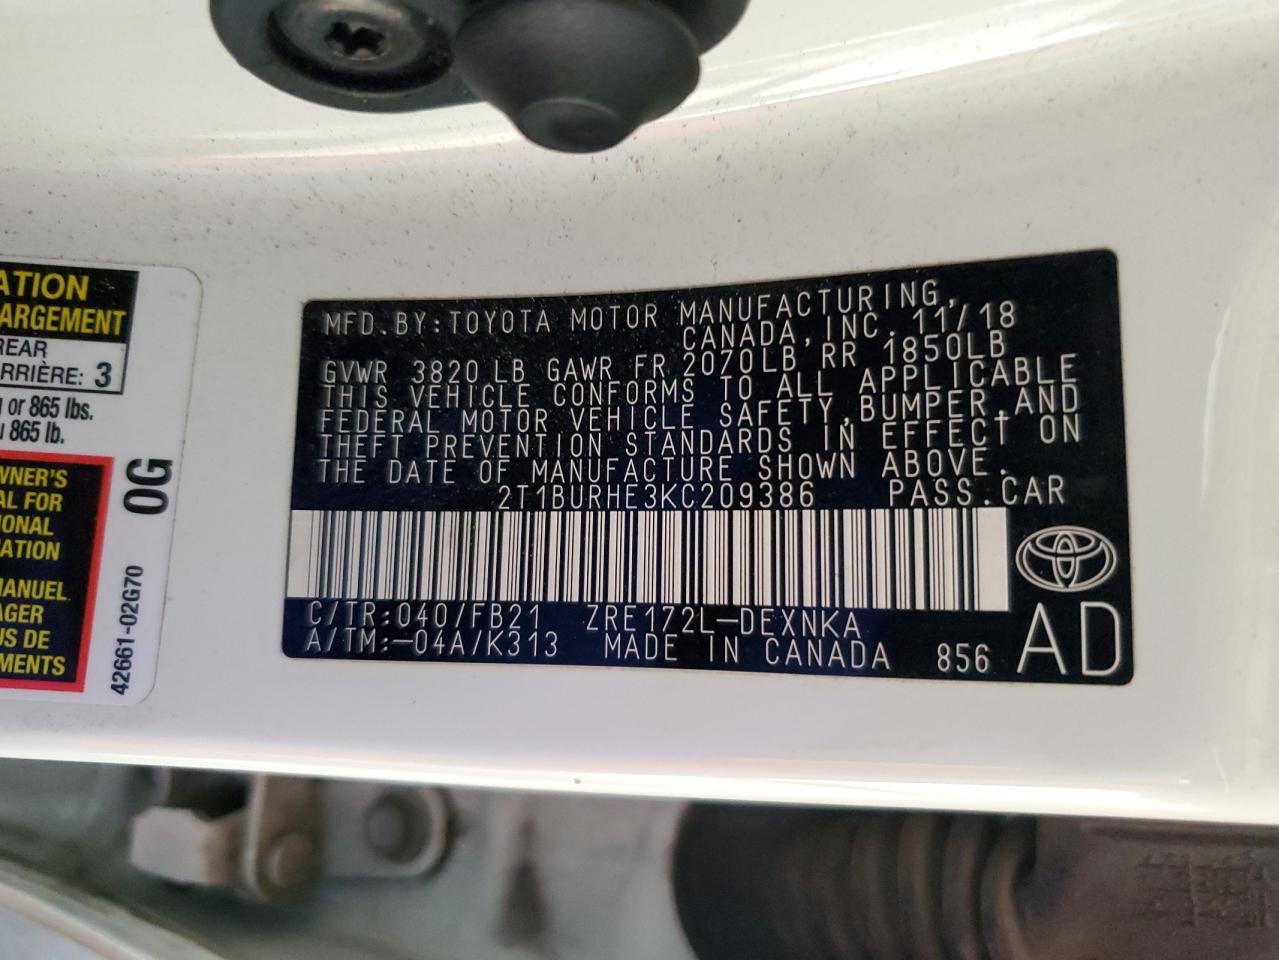 ATION
ARGEMENT
REAR
RRIÈRE: 3
or 865 lbs.
865 lb.
WNER'S
AL FOR
IONAL
ATION
MANUEL
AGER
US DE
MENTS
0G
42661-02G70
MFD.BY:TOYOTA MOTOR MANUFACTURING,
CANADA,INC. 11/18
GVWR 3820 LB GAWR FR 2070LB RR 1850LB
THIS VEHICLE CONFORMS TO ALL APPLICABLE
FEDERAL MOTOR VEHICLE SAFETY,BUMPER,AND
THEFT PREVENTION STANDARDS IN EFFECT ON
THE DATE OF MANUFACTURE SHOWN ABOVE.
2T1BURHE3KC209386 PASS.CAR
C/TR:040/FB21 ZRE172L-DEXNKA
A/TM:-04A/K313 MADE IN CANADA 856 AD